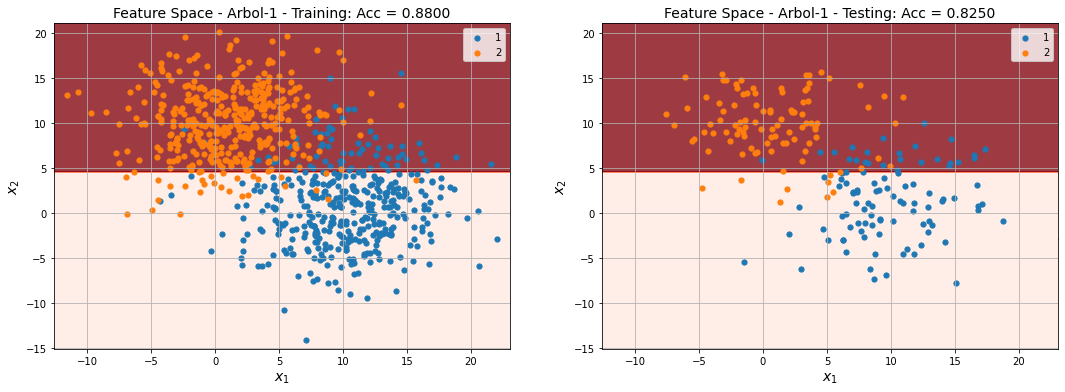 Feature Space - Arbol-1 - Training: Acc = 0.8800
20
15
10
5
0
−5
−10
−15
x₂
1
2
−10 −5 0 5 10 15 20
x₁
Feature Space - Arbol-1 - Testing: Acc = 0.8250
20
15
10
5
0
−5
−10
−15
x₂
1
2
−10 −5 0 5 10 15 20
x₁